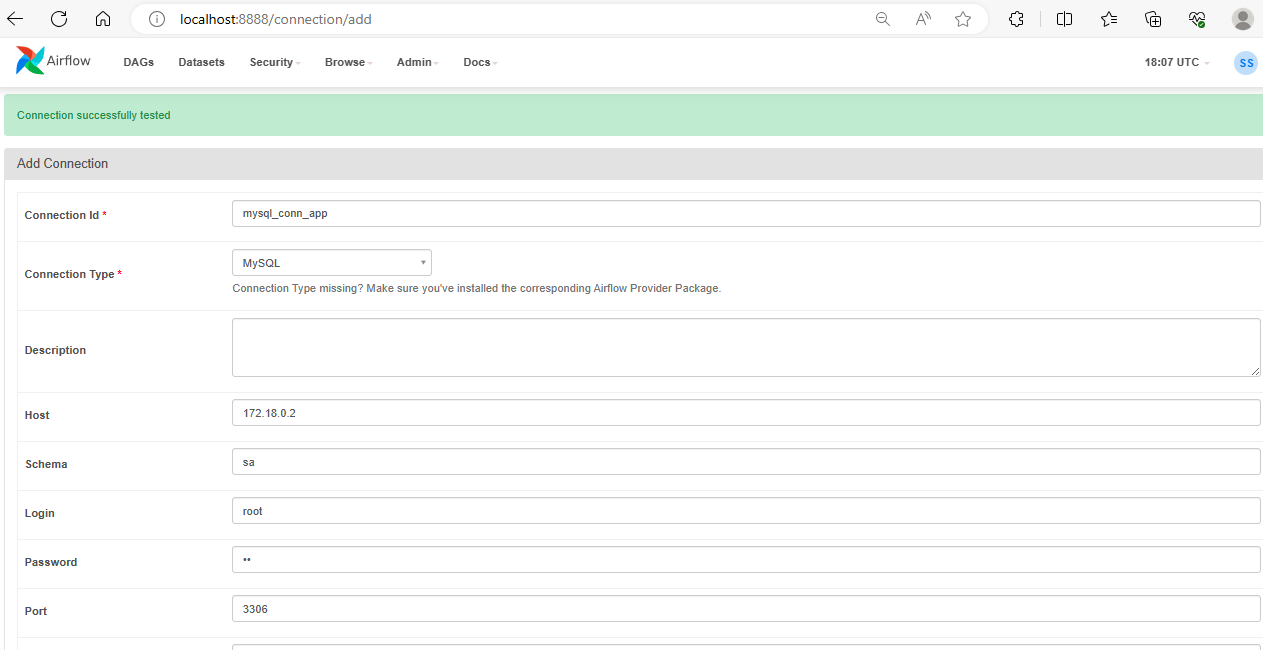 localhost:8888/connection/add
Airflow DAGs Datasets Security Browse Admin Docs 18:07 UTC SS
Connection successfully tested
Add Connection
Connection Id * mysql_conn_app
Connection Type * MySQL
Connection Type missing? Make sure you've installed the corresponding Airflow Provider Package.
Description
Host 172.18.0.2
Schema sa
Login root
Password ••
Port 3306